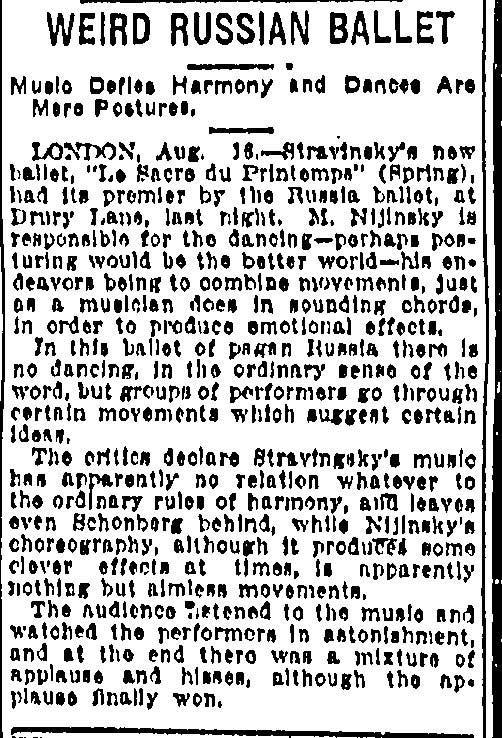 WEIRD RUSSIAN BALLET
Music Defies Harmony and Dances Are
Mere Postures.
LONDON, Aug. 16.—Stravinsky's new
ballet, "Le Sacre du Printemps" (Spring),
had its premier by the Russia ballet, at
Drury Lane, last night. M. Nijinsky is
responsible for the dancing—perhaps pos-
turing would be the better world—his en-
deavors being to combine movements, just
as a musician does in sounding chords,
in order to produce emotional effects.
In this ballet of pagan Russia there is
no dancing, in the ordinary sense of the
word, but groups of performers go through
certain movements which suggest certain
ideas.
The critics declare Stravingsky's music
has apparently no relation whatever to
the ordinary rules of harmony, and leaves
even Schonberg behind, while Nijinsky's
choreography, although it produces some
clever effects at times, is apparently
nothing but aimless movements.
The audience listened to the music and
watched the performers in astonishment,
and at the end there was a mixture of
applause and hisses, although the ap-
plause finally won.